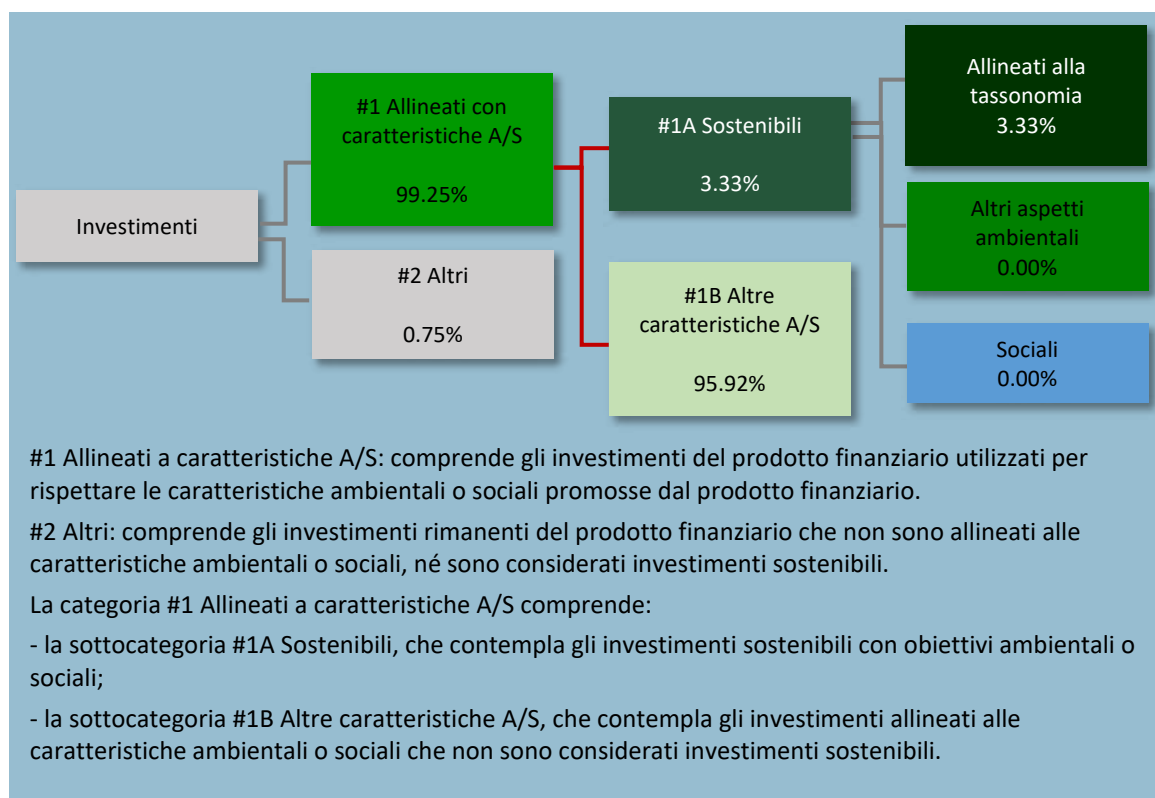 Investimenti
#1 Allineati con
caratteristiche A/S
99.25%
#2 Altri
0.75%
#1A Sostenibili
3.33%
#1B Altre
caratteristiche A/S
95.92%
Allineati alla
tassonomia
3.33%
Altri aspetti
ambientali
0.00%
Sociali
0.00%
#1 Allineati a caratteristiche A/S: comprende gli investimenti del prodotto finanziario utilizzati per
rispettare le caratteristiche ambientali o sociali promosse dal prodotto finanziario.
#2 Altri: comprende gli investimenti rimanenti del prodotto finanziario che non sono allineati alle
caratteristiche ambientali o sociali, né sono considerati investimenti sostenibili.
La categoria #1 Allineati a caratteristiche A/S comprende:
- la sottocategoria #1A Sostenibili, che contempla gli investimenti sostenibili con obiettivi ambientali o
sociali;
- la sottocategoria #1B Altre caratteristiche A/S, che contempla gli investimenti allineati alle
caratteristiche ambientali o sociali che non sono considerati investimenti sostenibili.